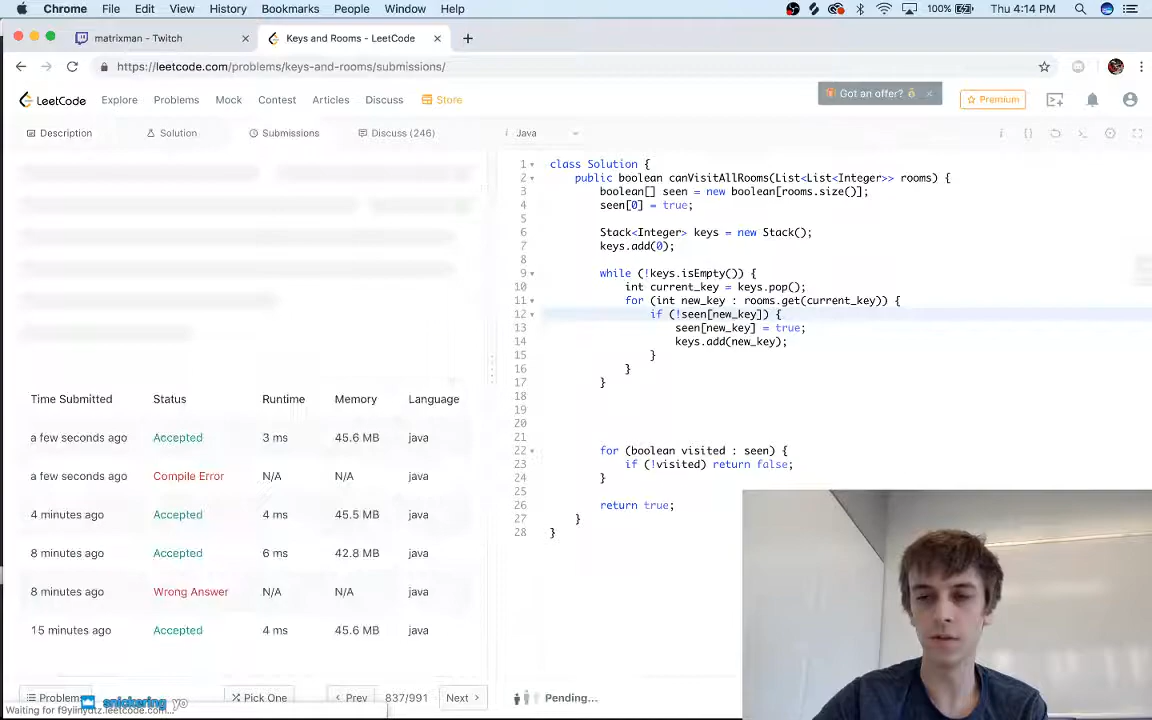 Chrome File Edit View History Bookmarks People Window Help 100% Thu 4:14 PM
matrixman - Twitch × Keys and Rooms - LeetCode × +
https://leetcode.com/problems/keys-and-rooms/submissions/
LeetCode Explore Problems Mock Contest Articles Discuss Store Got an offer? × Premium
Description Solution Submissions Discuss (246) i Java
1 class Solution {
2 public boolean canVisitAllRooms(List<List<Integer>> rooms) {
3 boolean[] seen = new boolean[rooms.size()];
4 seen[0] = true;
5
6 Stack<Integer> keys = new Stack();
7 keys.add(0);
8
9 while (!keys.isEmpty()) {
10 int current_key = keys.pop();
11 for (int new_key : rooms.get(current_key)) {
12 if (!seen[new_key]) {
13 seen[new_key] = true;
14 keys.add(new_key);
15 }
16 }
17 }
18
19
20
21
22 for (boolean visited : seen) {
23 if (!visited) return false;
24 }
25
26 return true;
27 }
28 }
Time Submitted Status Runtime Memory Language
a few seconds ago Accepted 3 ms 45.6 MB java
a few seconds ago Compile Error N/A N/A java
4 minutes ago Accepted 4 ms 45.5 MB java
8 minutes ago Accepted 6 ms 42.8 MB java
8 minutes ago Wrong Answer N/A N/A java
15 minutes ago Accepted 4 ms 45.6 MB java
Problems Pick One Prev 837/991 Next Pending...
snickering yo